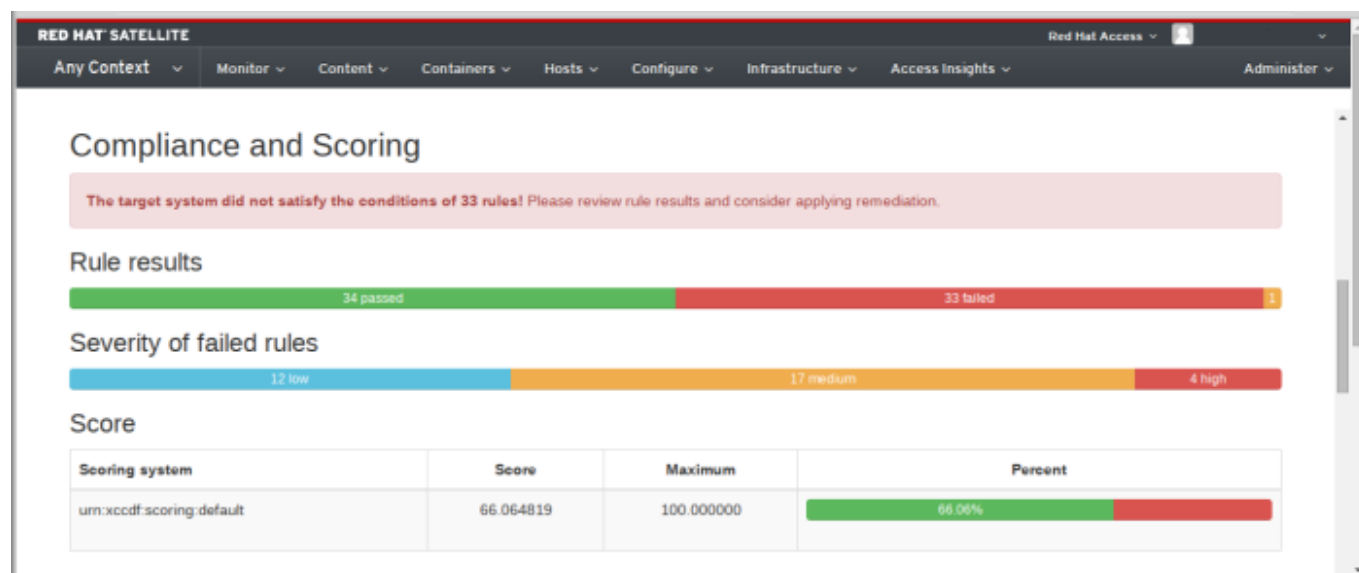 RED HAT SATELLITE
Red Hat Access
Any Context Monitor Content Containers Hosts Configure Infrastructure Access Insights Administer
Compliance and Scoring
The target system did not satisfy the conditions of 33 rules! Please review rule results and consider applying remediation.
Rule results
34 passed 33 failed 1
Severity of failed rules
12 low 17 medium 4 high
Score
Scoring system Score Maximum Percent
urn:xccdf:scoring:default 66.064819 100.000000 66.06%